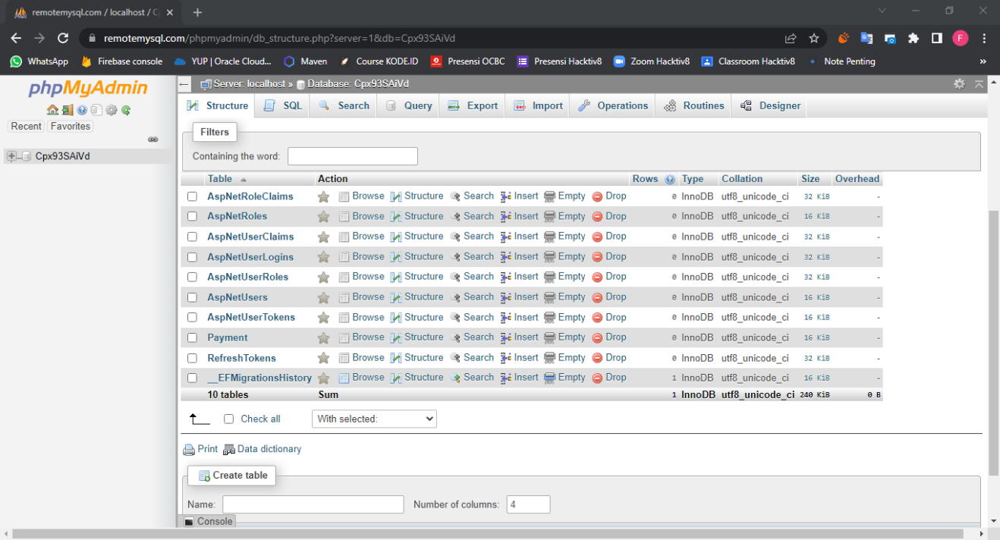 remotemysql.com / localhost / C
remotemysql.com/phpmyadmin/db_structure.php?server=1&db=Cpx93SAiVd
F
WhatsApp Firebase console YUP | Oracle Cloud... Maven Course KODE.ID Presensi OCBC Presensi Hacktiv8 Zoom Hacktiv8 Classroom Hacktiv8 Note Penting »
phpMyAdmin
Recent Favorites
Cpx93SAiVd
Server: localhost » Database: Cpx93SAiVd
Structure SQL Search Query Export Import Operations Routines Designer
Filters
Containing the word:
Table Action Rows Type Collation Size Overhead
AspNetRoleClaims Browse Structure Search Insert Empty Drop 0 InnoDB utf8_unicode_ci 32 KiB -
AspNetRoles Browse Structure Search Insert Empty Drop 0 InnoDB utf8_unicode_ci 16 KiB -
AspNetUserClaims Browse Structure Search Insert Empty Drop 0 InnoDB utf8_unicode_ci 32 KiB -
AspNetUserLogins Browse Structure Search Insert Empty Drop 0 InnoDB utf8_unicode_ci 32 KiB -
AspNetUserRoles Browse Structure Search Insert Empty Drop 0 InnoDB utf8_unicode_ci 32 KiB -
AspNetUsers Browse Structure Search Insert Empty Drop 0 InnoDB utf8_unicode_ci 16 KiB -
AspNetUserTokens Browse Structure Search Insert Empty Drop 0 InnoDB utf8_unicode_ci 16 KiB -
Payment Browse Structure Search Insert Empty Drop 0 InnoDB utf8_unicode_ci 16 KiB -
RefreshTokens Browse Structure Search Insert Empty Drop 0 InnoDB utf8_unicode_ci 32 KiB -
__EFMigrationsHistory Browse Structure Search Insert Empty Drop 1 InnoDB utf8_unicode_ci 16 KiB -
10 tables Sum 1 InnoDB utf8_unicode_ci 240 KiB 0 B
Check all With selected:
Print Data dictionary
Create table
Name: Number of columns: 4
Console